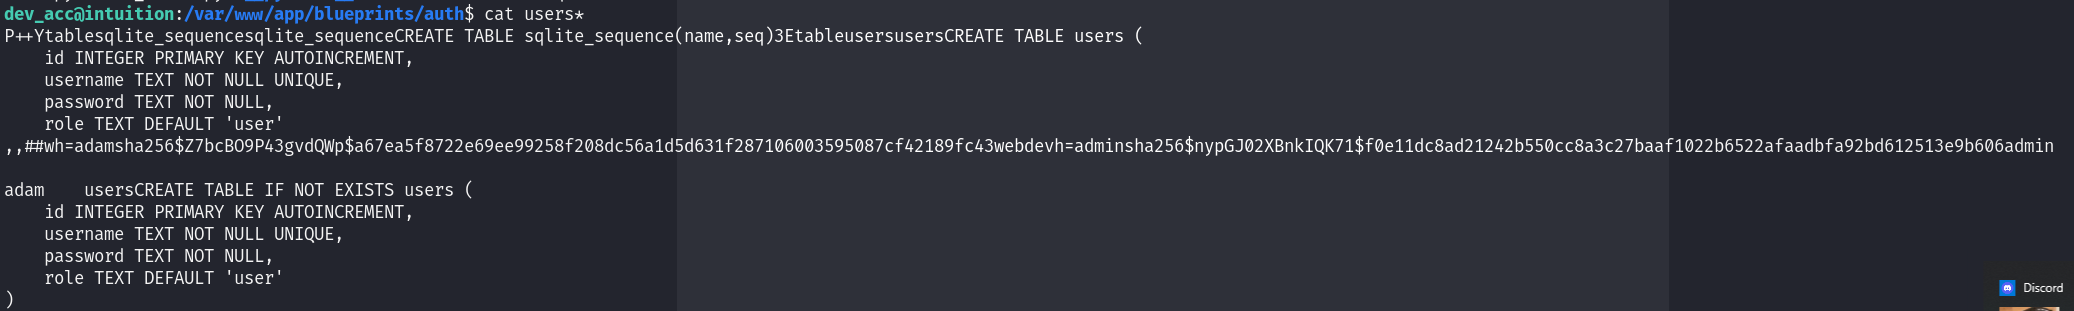 dev_acc@intuition:/var/www/app/blueprints/auth$ cat users*
P++Ytablesqlite_sequencesqlite_sequenceCREATE TABLE sqlite_sequence(name,seq)3EtableusersusersCREATE TABLE users (
    id INTEGER PRIMARY KEY AUTOINCREMENT,
    username TEXT NOT NULL UNIQUE,
    password TEXT NOT NULL,
    role TEXT DEFAULT 'user'
,,##wh=adamsha256$Z7bcBO9P43gvdQWp$a67ea5f8722e69ee99258f208dc56a1d5d631f287106003595087cf42189fc43webdevh=adminsha256$nypGJ02XBnkIQK71$f0e11dc8ad21242b550cc8a3c27baaf1022b6522afaadbfa92bd612513e9b606admin
adam    usersCREATE TABLE IF NOT EXISTS users (
    id INTEGER PRIMARY KEY AUTOINCREMENT,
    username TEXT NOT NULL UNIQUE,
    password TEXT NOT NULL,
    role TEXT DEFAULT 'user'
)
Discord